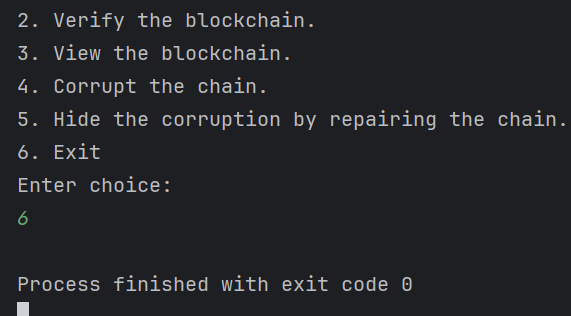 2. Verify the blockchain.
3. View the blockchain.
4. Corrupt the chain.
5. Hide the corruption by repairing the chain.
6. Exit
Enter choice:
6
Process finished with exit code 0